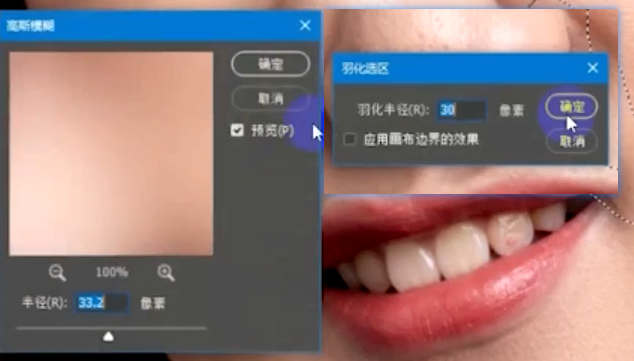 高斯模糊
确定
取消
预览(P)
100%
半径(R): 33.2 像素
羽化选区
羽化半径(R): 30 像素
确定
应用画布边界的效果
取消